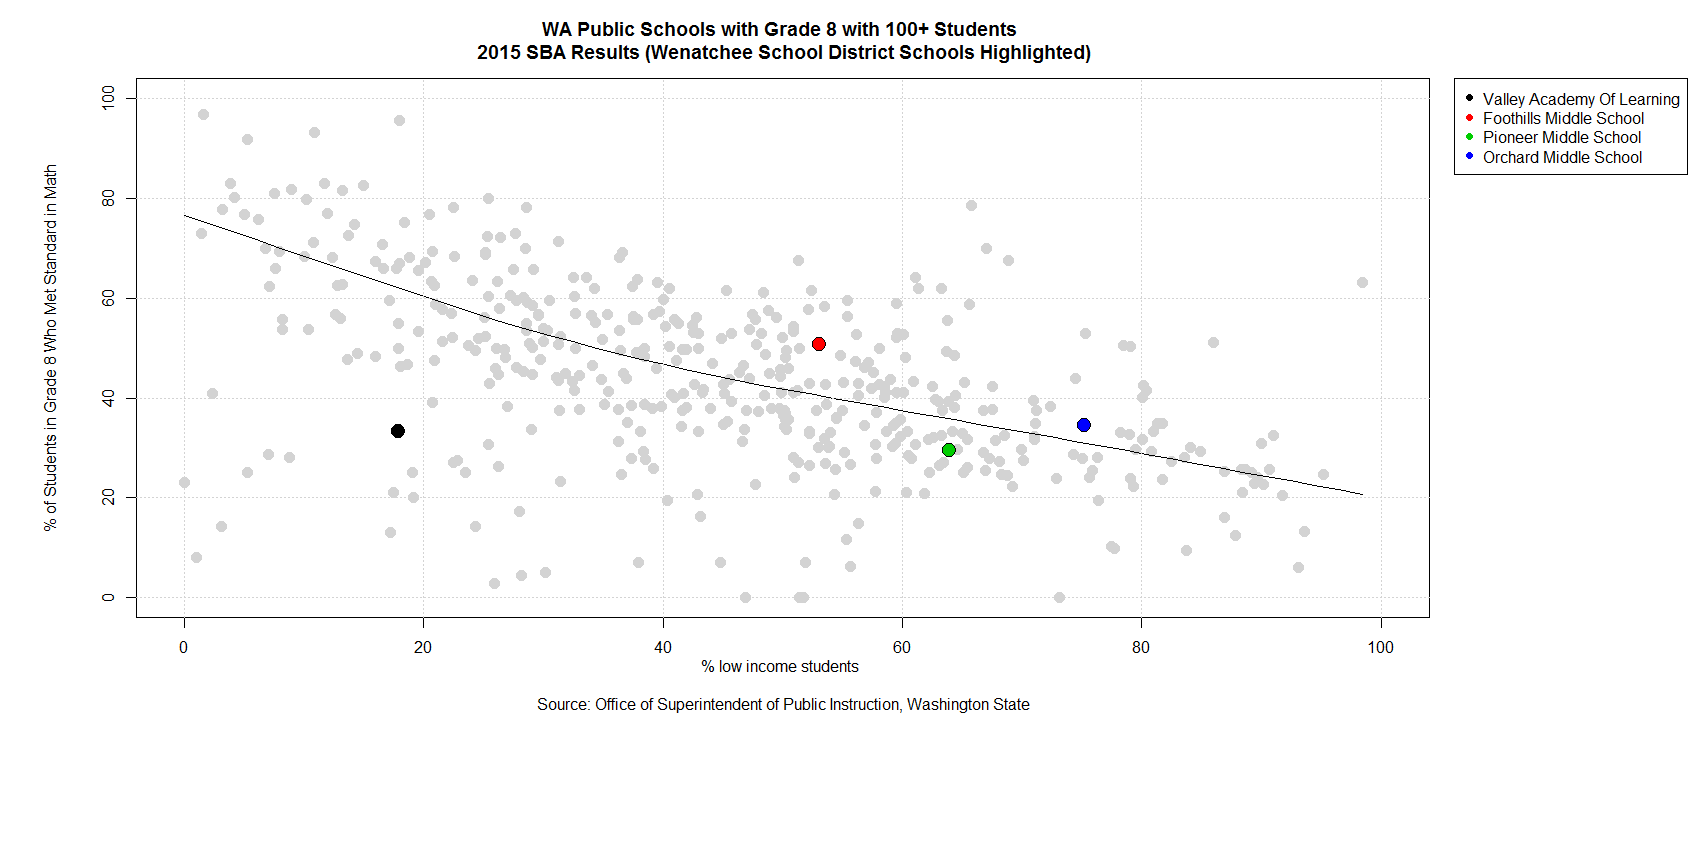 WA Public Schools with Grade 8 with 100+ Students
2015 SBA Results (Wenatchee School District Schools Highlighted)
% of Students in Grade 8 Who Met Standard in Math
100
80
60
40
20
0
0 20 40 60 80 100
% low income students
Source: Office of Superintendent of Public Instruction, Washington State
Valley Academy Of Learning
Foothills Middle School
Pioneer Middle School
Orchard Middle School